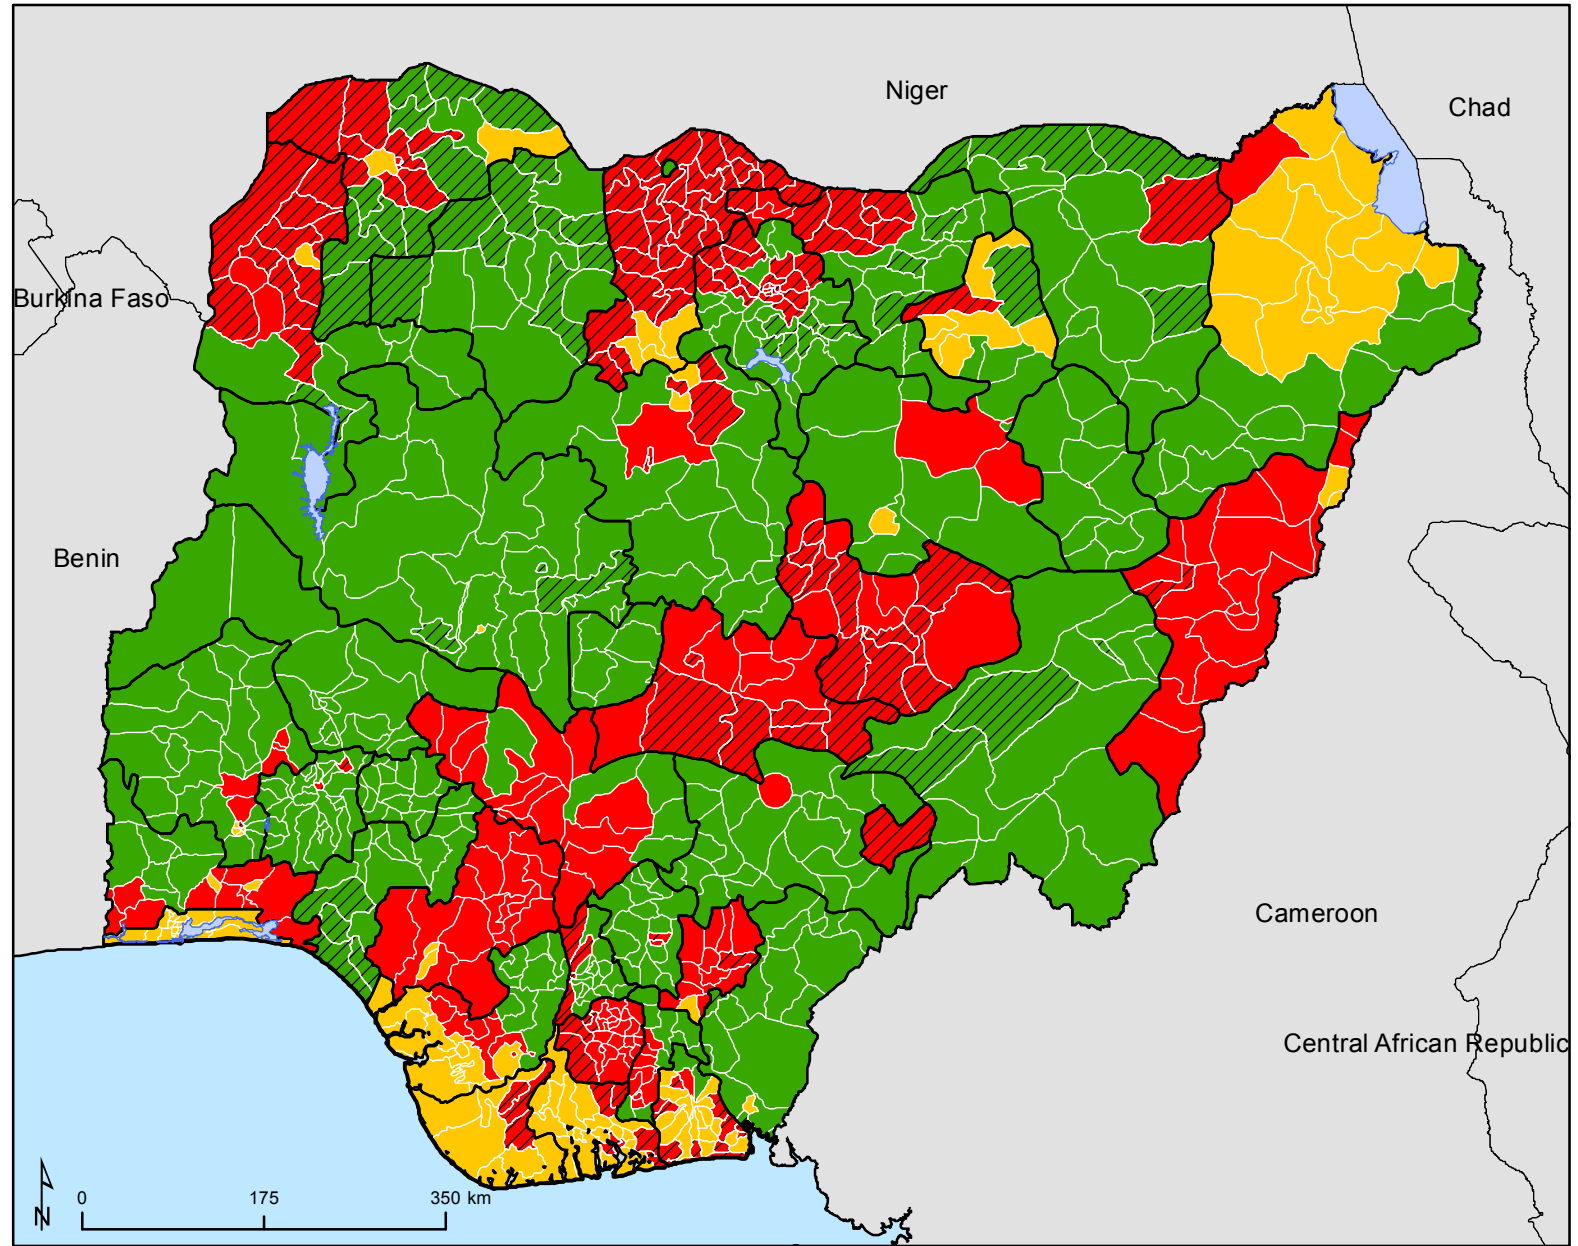 Niger
Chad
Burkina Faso
Benin
Cameroon
Central African Republic
N
0 175 350 km